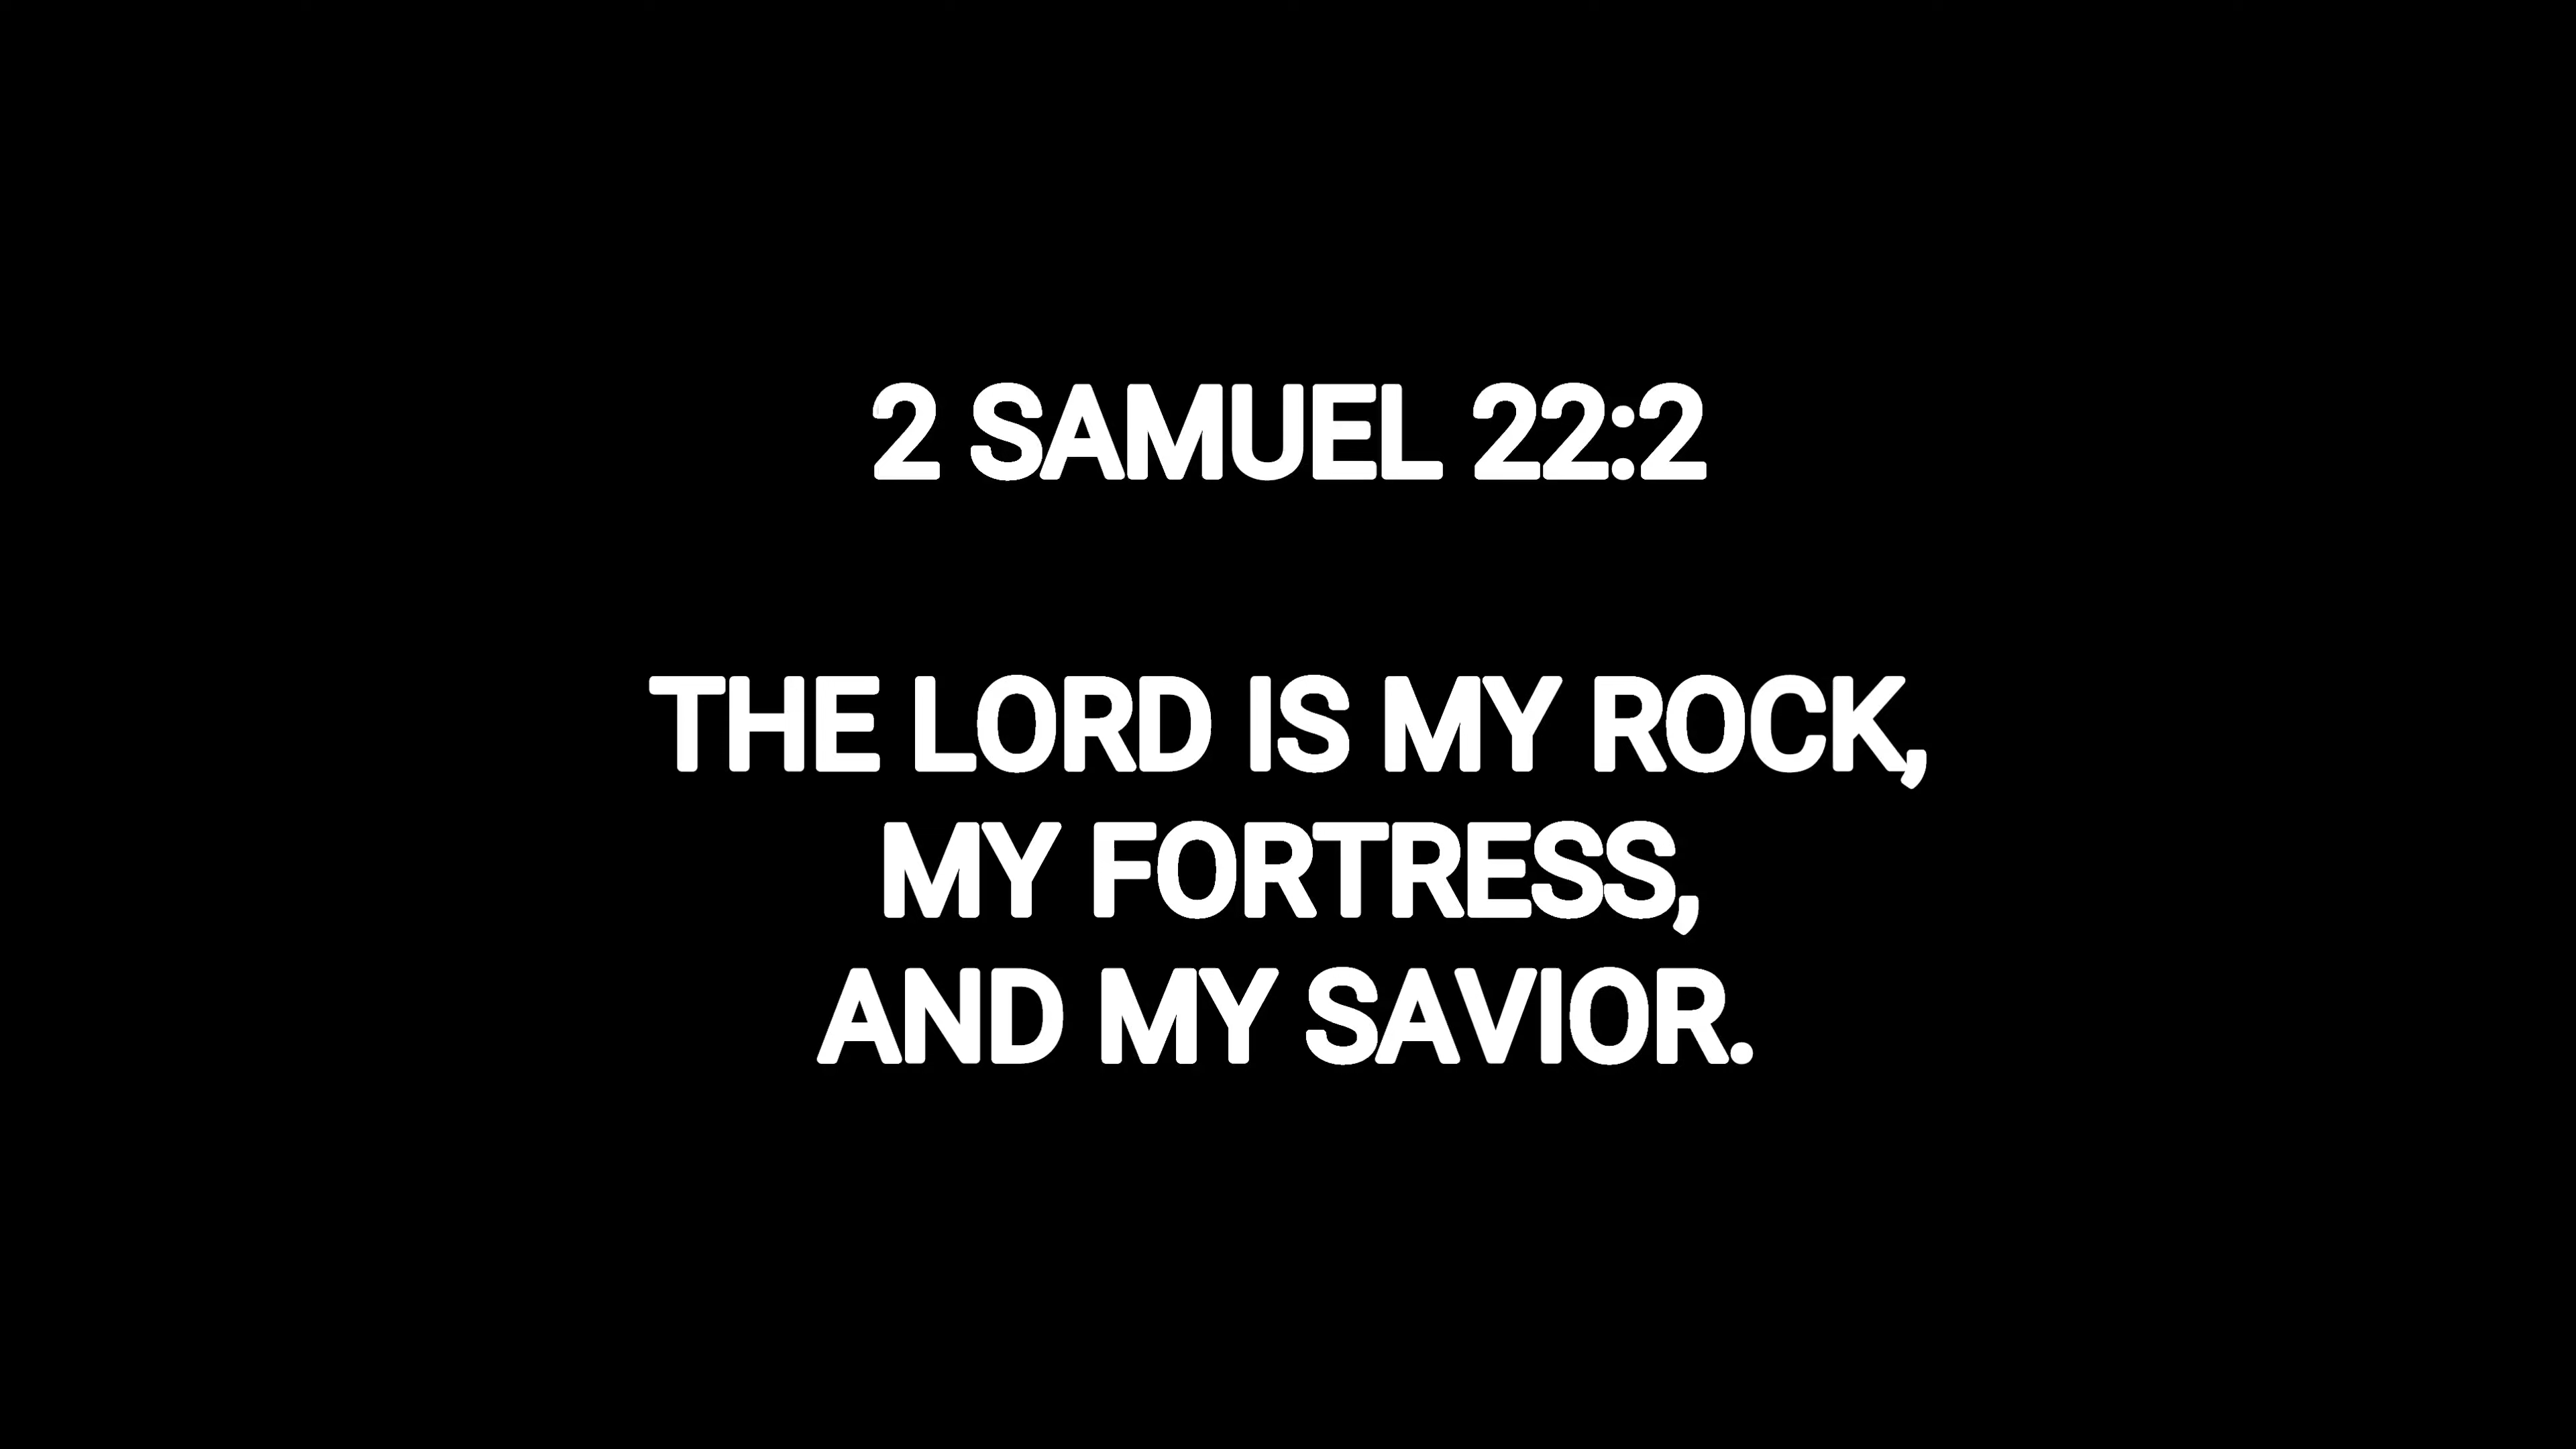 2 SAMUEL 22:2
THE LORD IS MY ROCK,
MY FORTRESS,
AND MY SAVIOR.